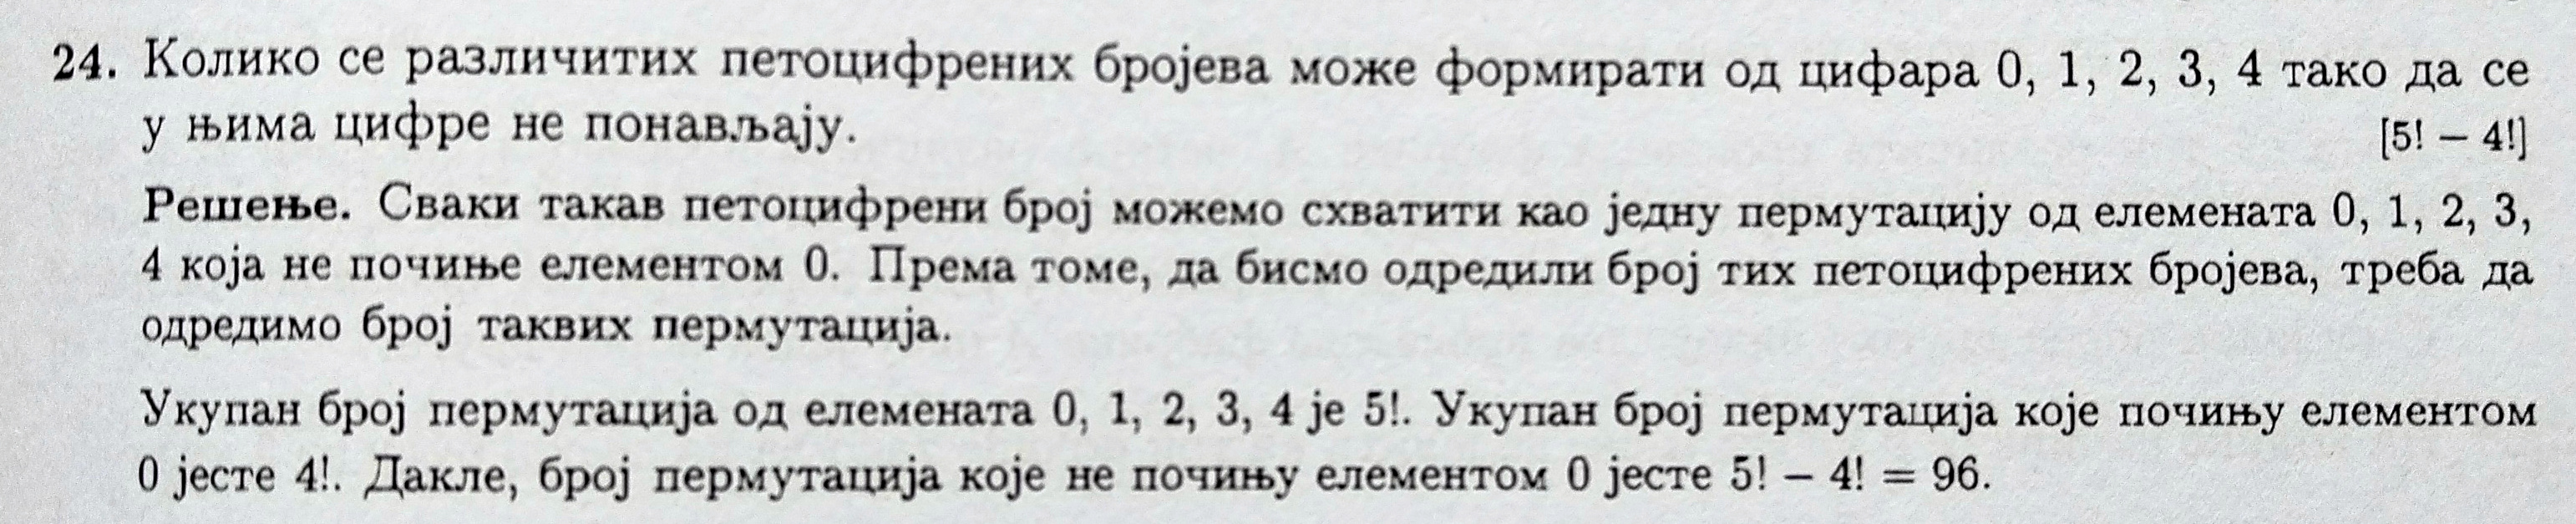 24. Колико се различитих петоцифрених бројева може формирати од цифара 0, 1, 2, 3, 4 тако да се
у њима цифре не понављају. [5! − 4!]
Решење. Сваки такав петоцифрени број можемо схватити као једну пермутацију од елемената 0, 1, 2, 3,
4 која не почиње елементом 0. Према томе, да бисмо одредили број тих петоцифрених бројева, треба да
одредимо број таквих пермутација.
Укупан број пермутација од елемената 0, 1, 2, 3, 4 је 5!. Укупан број пермутација које почињу елементом
0 јесте 4!. Дакле, број пермутација које не почињу елементом 0 јесте 5! − 4! = 96.